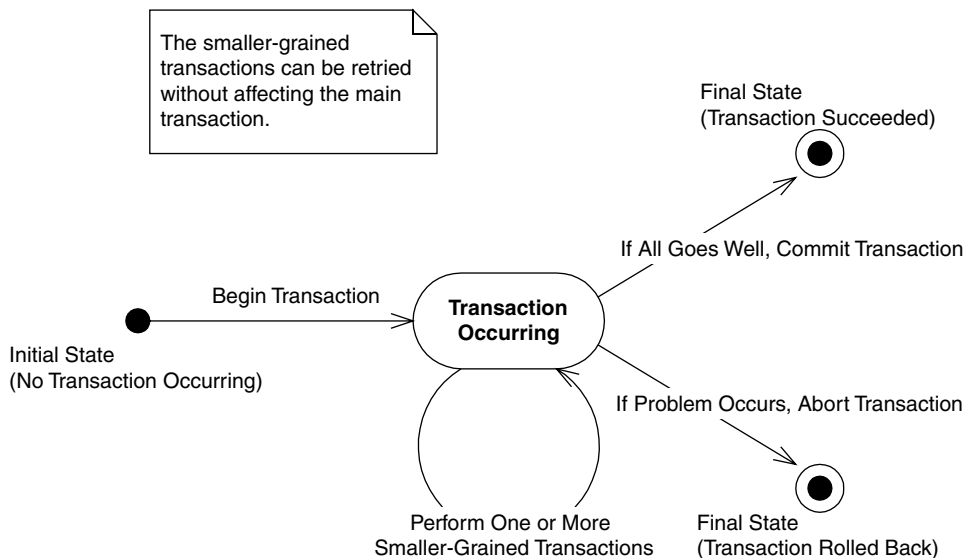 The smaller-grained
transactions can be retried
without affecting the main
transaction.
Final State
(Transaction Succeeded)
If All Goes Well, Commit Transaction
Begin Transaction
Transaction
Occurring
Initial State
(No Transaction Occurring)
If Problem Occurs, Abort Transaction
Perform One or More
Smaller-Grained Transactions
Final State
(Transaction Rolled Back)